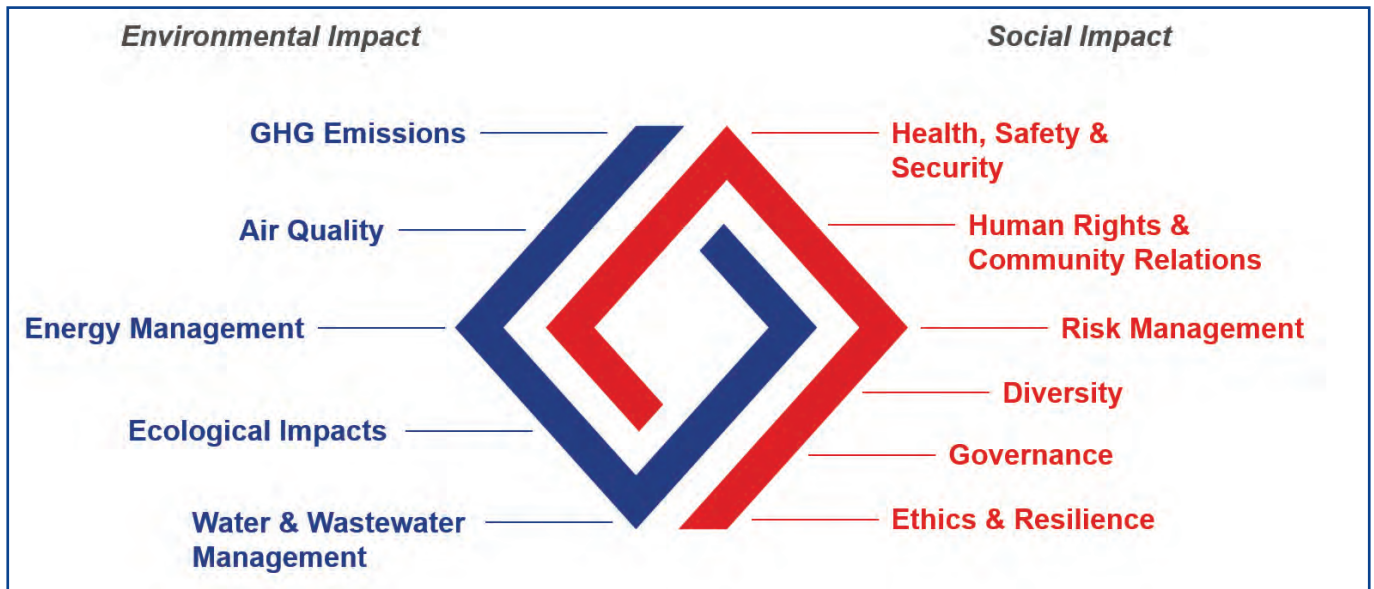 Environmental Impact
Social Impact
GHG Emissions
Air Quality
Energy Management
Ecological Impacts
Water & Wastewater
Management
Health, Safety &
Security
Human Rights &
Community Relations
Risk Management
Diversity
Governance
Ethics & Resilience